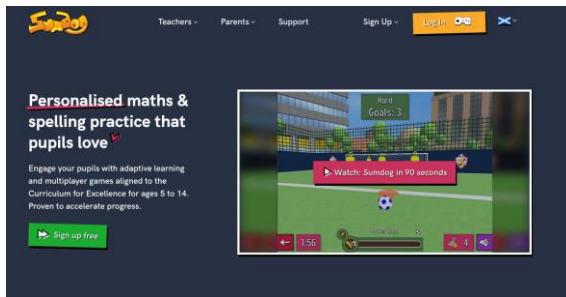 Sumdog
Teachers
Parents
Support
Sign Up
Log In
Personalised maths &
spelling practice that
pupils love
Engage your pupils with adaptive learning
and multiplayer games aligned to the
Curriculum for Excellence for ages 5 to 14.
Proven to accelerate progress.
Sign up free
Hard
Goals: 3
Watch: Sumdog in 90 seconds
1:56
4